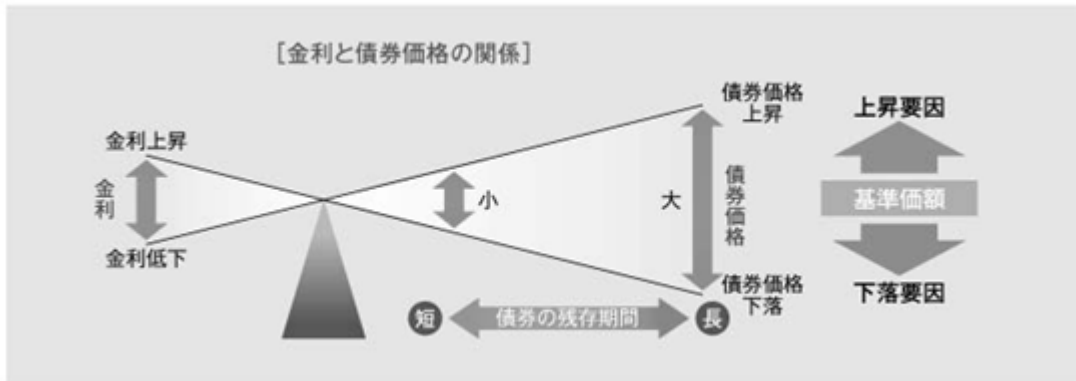 [金利と債券価格の関係]
金利上昇
金利
金利低下
小
大
債券価格
上昇
債券価格
債券価格
下落
短
債券の残存期間
長
上昇要因
基準価額
下落要因